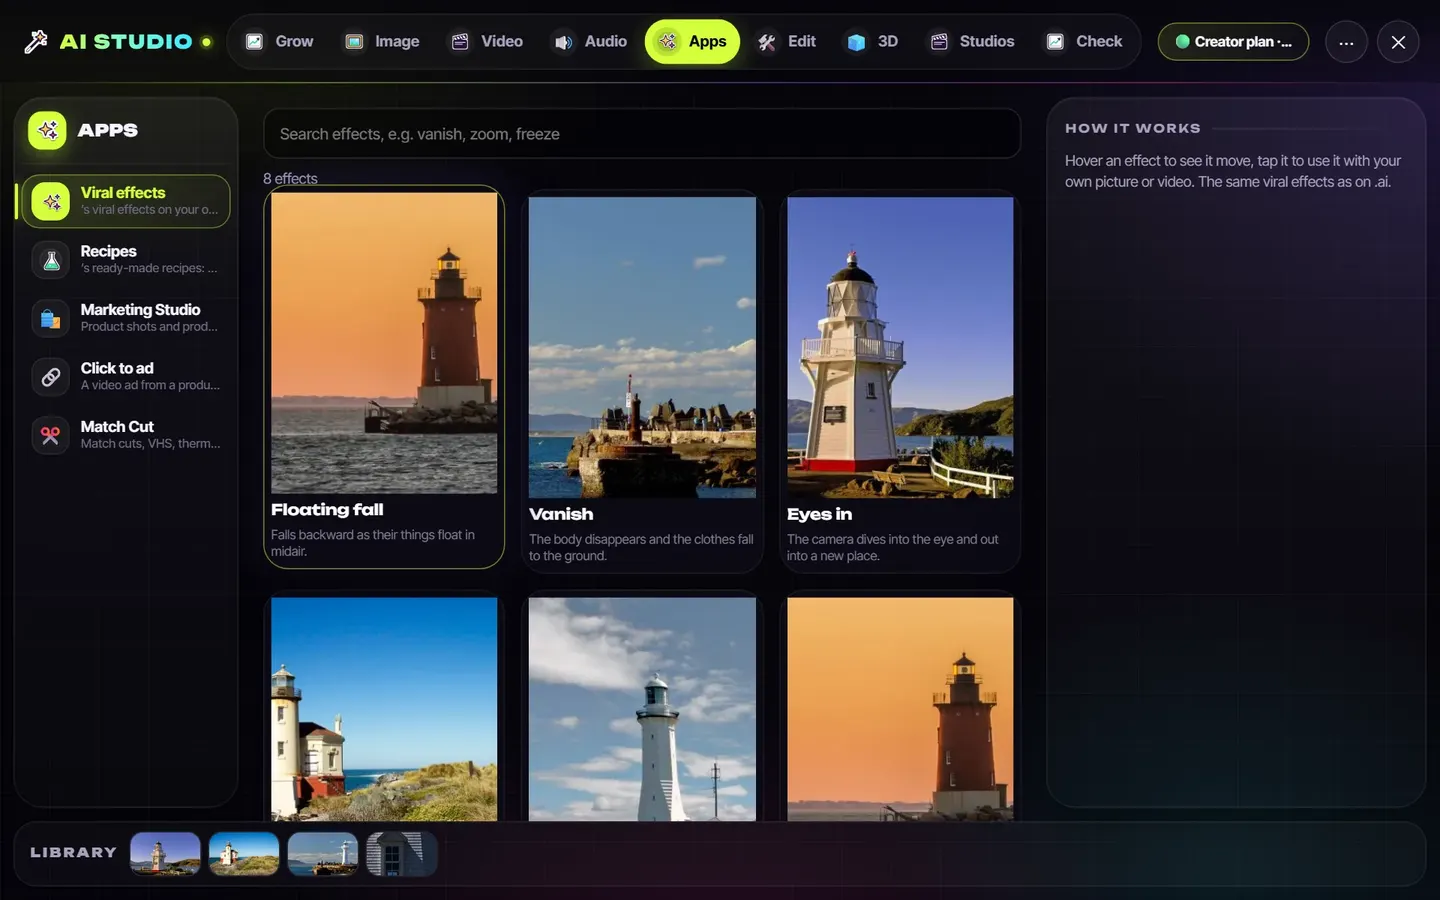 AI STUDIO
Grow
Image
Video
Audio
Apps
Edit
3D
Studios
Check
Creator plan ·...
...
APPS
Viral effects
's viral effects on your o...
Recipes
's ready-made recipes: ...
Marketing Studio
Product shots and prod...
Click to ad
A video ad from a produ...
Match Cut
Match cuts, VHS, therm...
Search effects, e.g. vanish, zoom, freeze
8 effects
Floating fall
Falls backward as their things float in
midair.
Vanish
The body disappears and the clothes fall
to the ground.
Eyes in
The camera dives into the eye and out
into a new place.
HOW IT WORKS
Hover an effect to see it move, tap it to use it with your
own picture or video. The same viral effects as on .ai.
LIBRARY